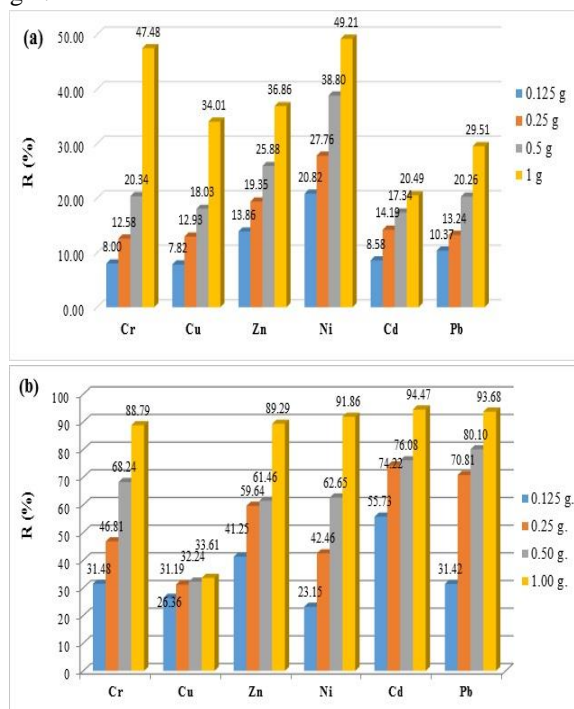 (a)
50.00
40.00
30.00
20.00
10.00
0.00
R (%)
8.00 12.58 20.34 47.48
7.82 12.93 18.03 34.01
13.86 19.35 25.88 36.86
20.82 27.76 38.80 49.21
8.58 14.19 17.34 20.49
10.37 13.24 20.26 29.51
Cr Cu Zn Ni Cd Pb
0.125 g
0.25 g
0.5 g
1 g
(b)
100
90
80
70
60
50
40
30
20
10
0
R (%)
31.48 46.81 68.24 88.79
26.36 31.19 32.24 33.61
41.25 59.64 61.46 89.29
23.15 42.46 62.65 91.86
55.73 74.22 76.08 94.47
31.42 70.81 80.10 93.68
Cr Cu Zn Ni Cd Pb
0.125 g.
0.25 g.
0.50 g.
1.00 g.